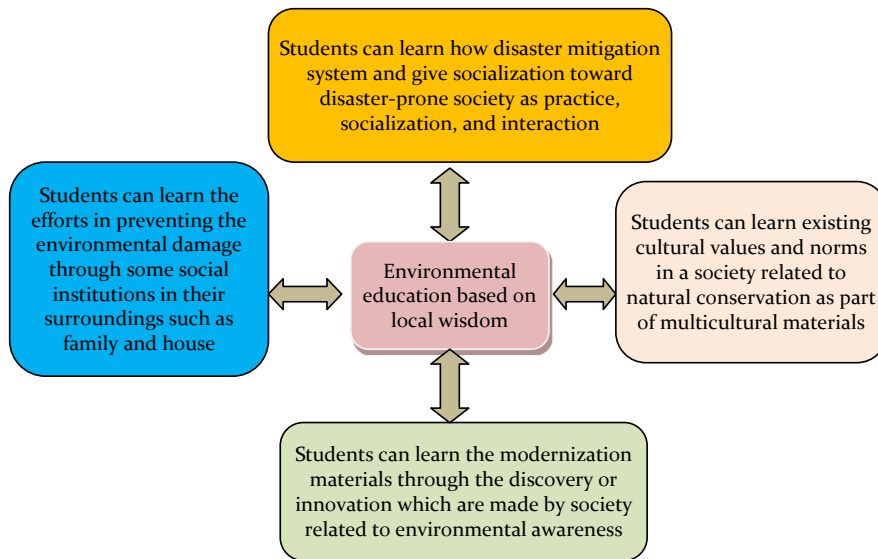 Students can learn how disaster mitigation
system and give socialization toward
disaster-prone society as practice,
socialization, and interaction
Students can learn the
efforts in preventing the
environmental damage
through some social
institutions in their
surroundings such as
family and house
Environmental
education based on
local wisdom
Students can learn existing
cultural values and norms
in a society related to
natural conservation as part
of multicultural materials
Students can learn the modernization
materials through the discovery or
innovation which are made by society
related to environmental awareness